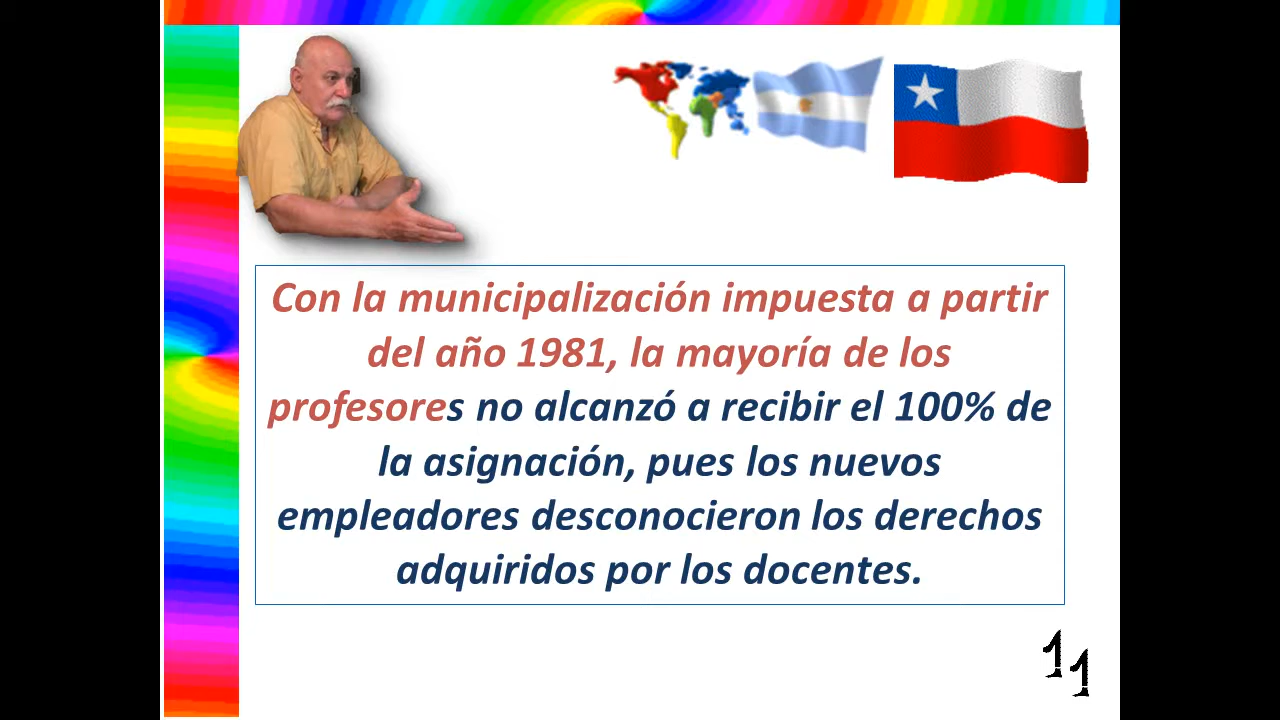 Con la municipalización impuesta a partir
del año 1981, la mayoría de los
profesores no alcanzó a recibir el 100% de
la asignación, pues los nuevos
empleadores desconocieron los derechos
adquiridos por los docentes.
11